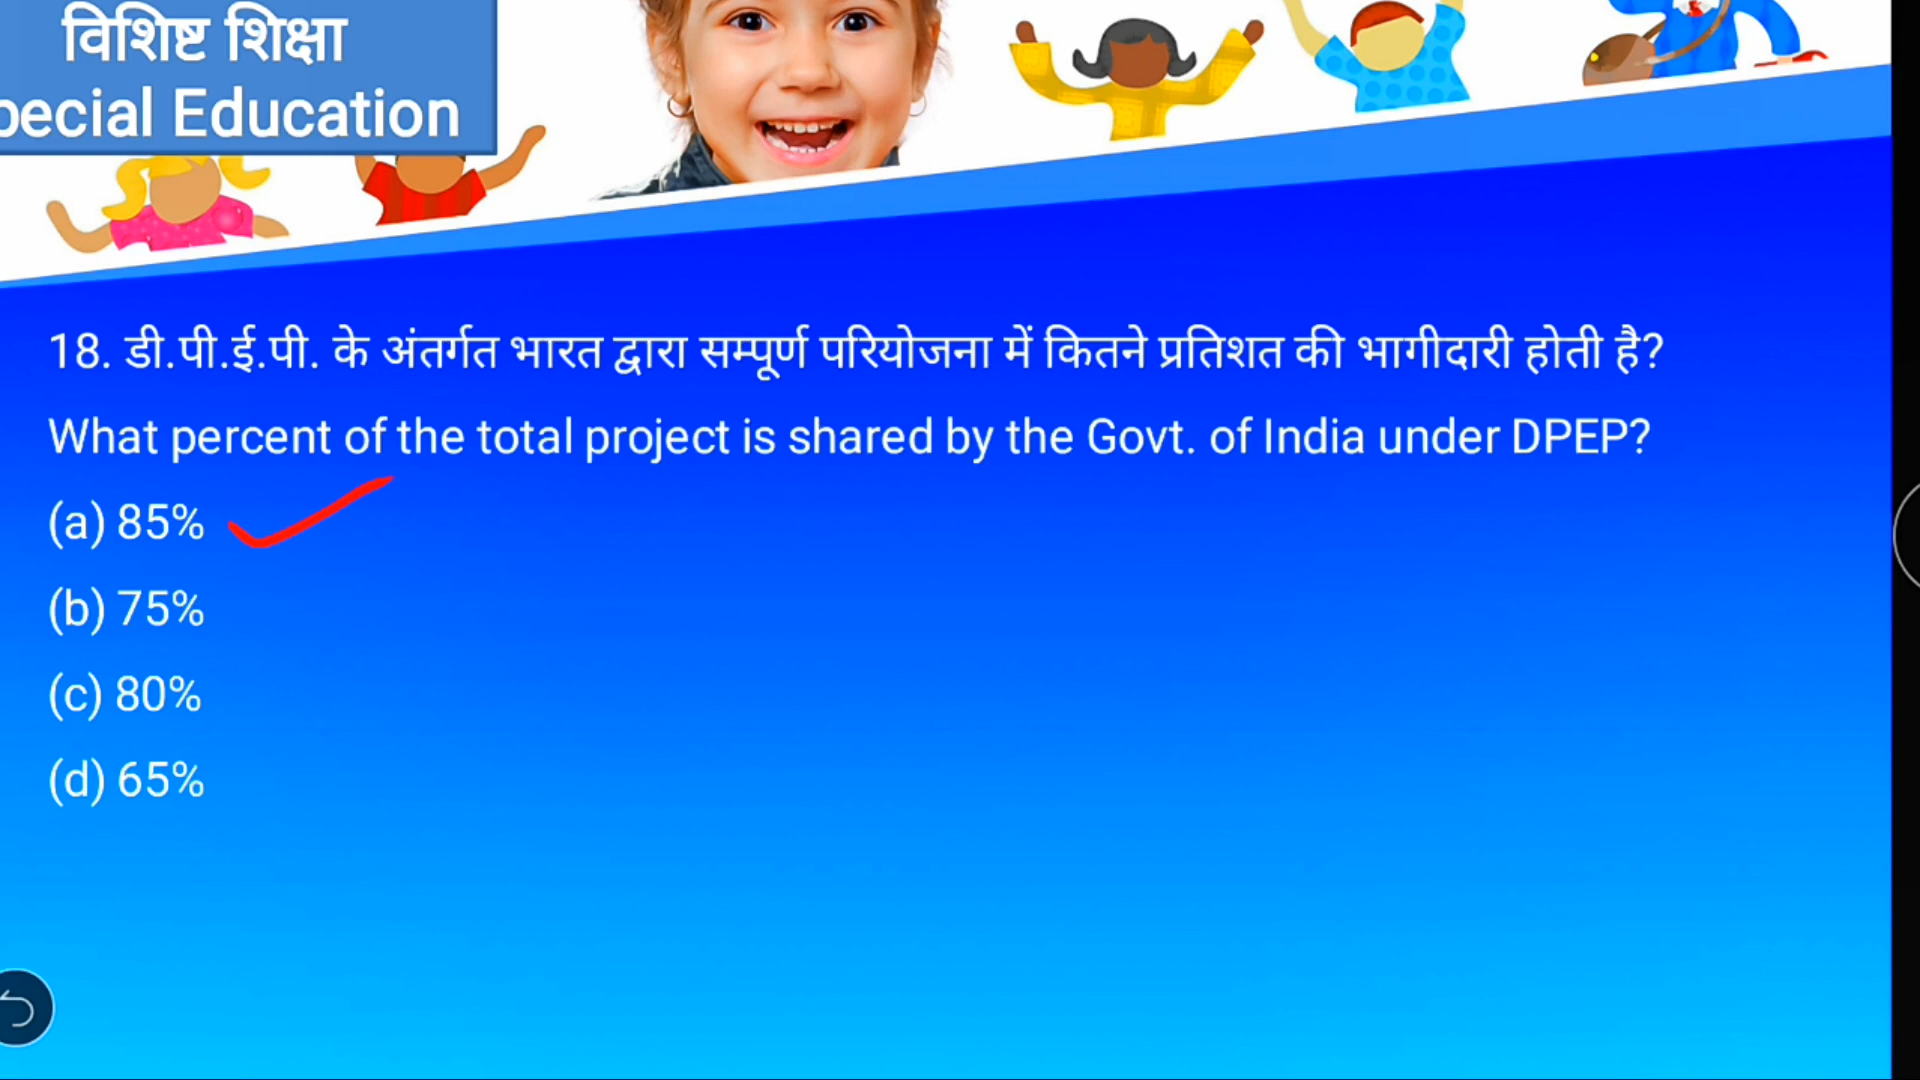 विशिष्ट शिक्षा
pecial Education
18. डी.पी.ई.पी. के अंतर्गत भारत द्वारा सम्पूर्ण परियोजना में कितने प्रतिशत की भागीदारी होती है?
What percent of the total project is shared by the Govt. of India under DPEP?
(a) 85%
(b) 75%
(c) 80%
(d) 65%